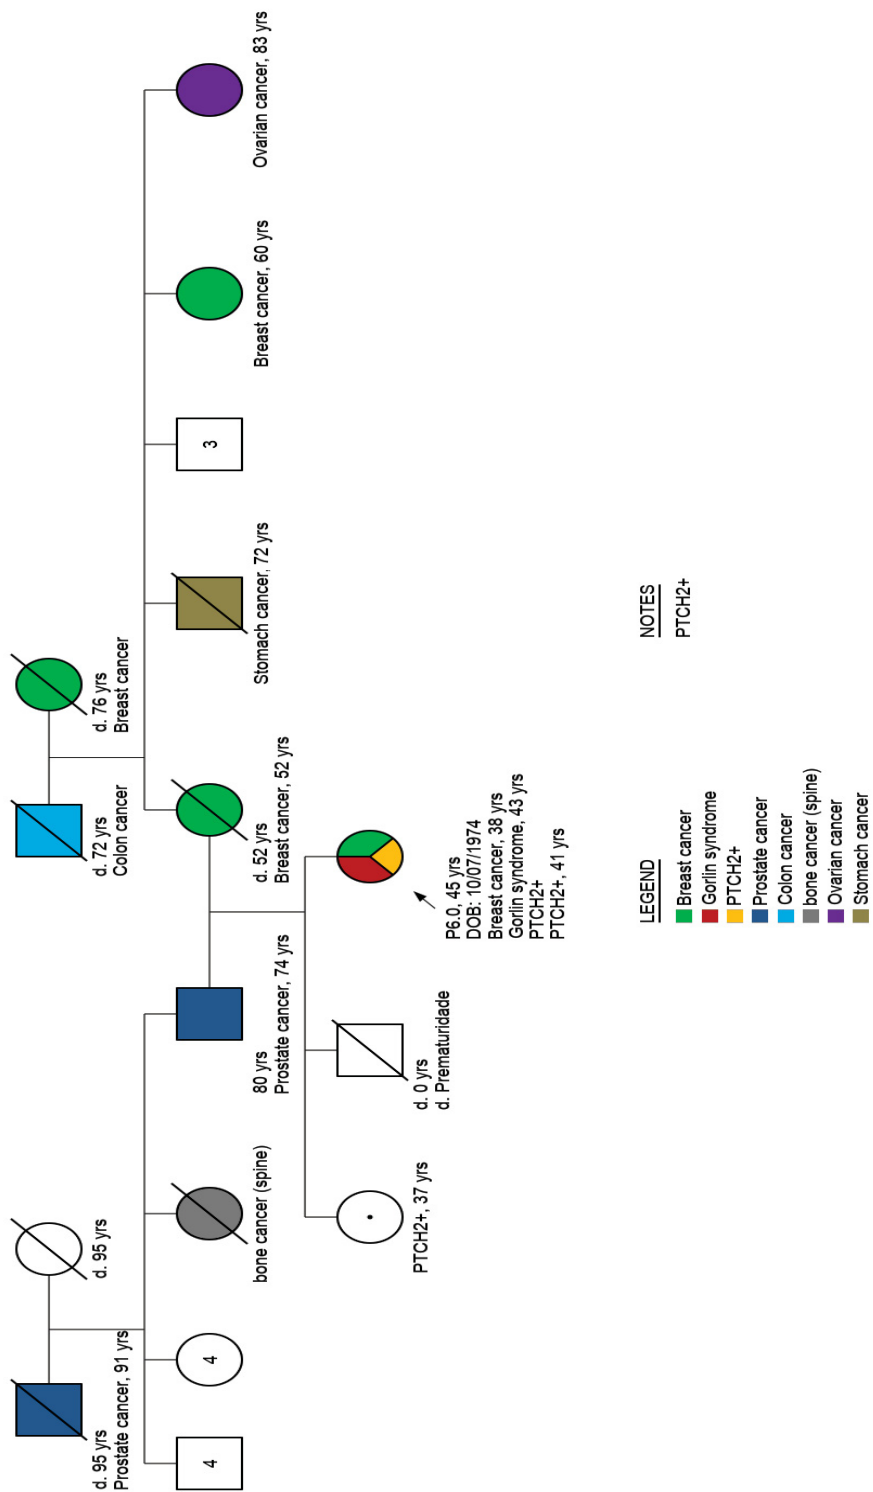 d. 95 yrs
Prostate cancer, 91 yrs
d. 95 yrs
d. 72 yrs
Colon cancer
d. 76 yrs
Breast cancer
4
4
bone cancer (spine)
80 yrs
Prostate cancer, 74 yrs
d. 52 yrs
Breast cancer, 52 yrs
Stomach cancer, 72 yrs
3
Breast cancer, 60 yrs
Ovarian cancer, 83 yrs
PTCH2+, 37 yrs
d. 0 yrs
d. Prematuridade
P6.0, 45 yrs
DOB: 10/07/1974
Breast cancer, 38 yrs
Gorlin syndrome, 43 yrs
PTCH2+
PTCH2+, 41 yrs
LEGEND
Breast cancer
Gorlin syndrome
PTCH2+
Prostate cancer
Colon cancer
bone cancer (spine)
Ovarian cancer
Stomach cancer
NOTES
PTCH2+